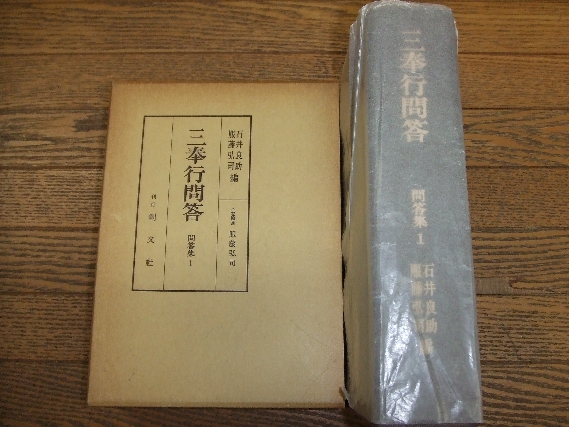 石井良助
服藤弘司 編
三奉行問答
問答集1
服藤弘司
創文社
三奉行問答
問答集 1
石井良助
服藤弘司 編